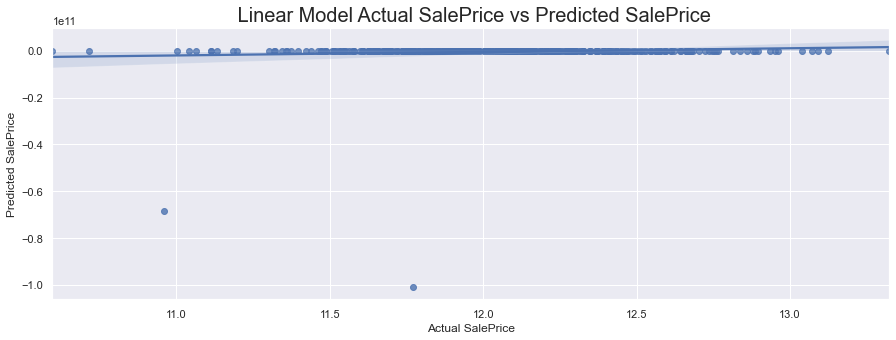 Linear Model Actual SalePrice vs Predicted SalePrice
1e11
0.0
−0.2
−0.4
−0.6
−0.8
−1.0
Predicted SalePrice
11.0 11.5 12.0 12.5 13.0
Actual SalePrice